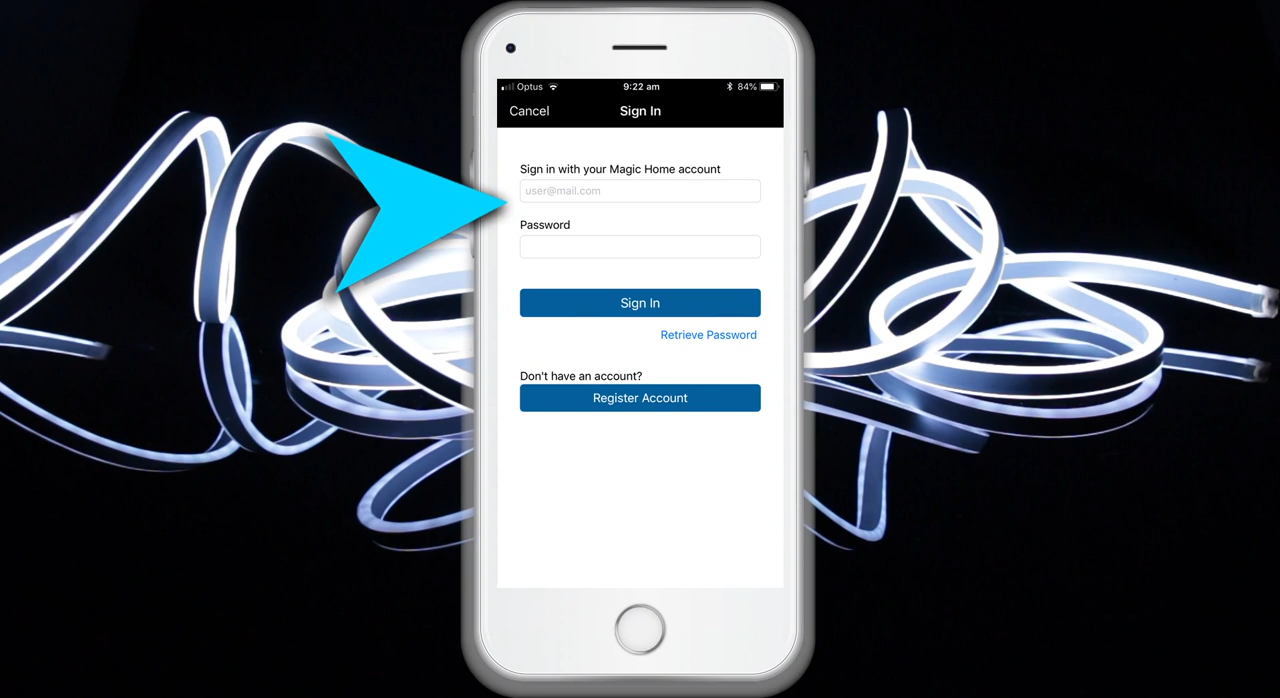 Optus 9:22 am 84%
Cancel Sign In
Sign in with your Magic Home account
user@mail.com
Password
Sign In
Retrieve Password
Don't have an account?
Register Account